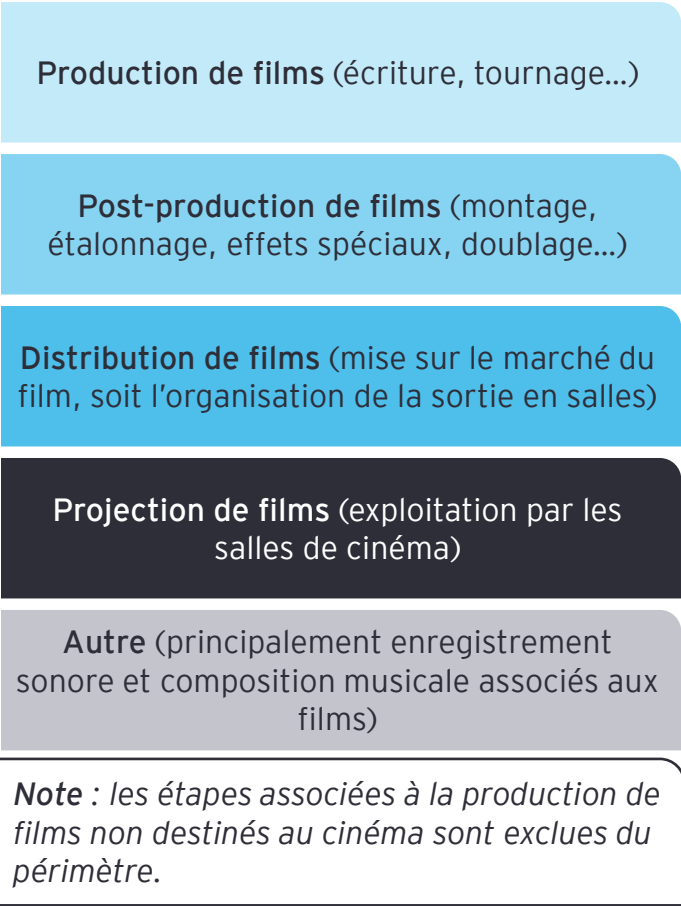 Production de films (écriture, tournage...)
Post-production de films (montage,
étalonnage, effets spéciaux, doublage...)
Distribution de films (mise sur le marché du
film, soit l'organisation de la sortie en salles)
Projection de films (exploitation par les
salles de cinéma)
Autre (principalement enregistrement
sonore et composition musicale associés aux
films)
Note : les étapes associées à la production de
films non destinés au cinéma sont exclues du
périmètre.